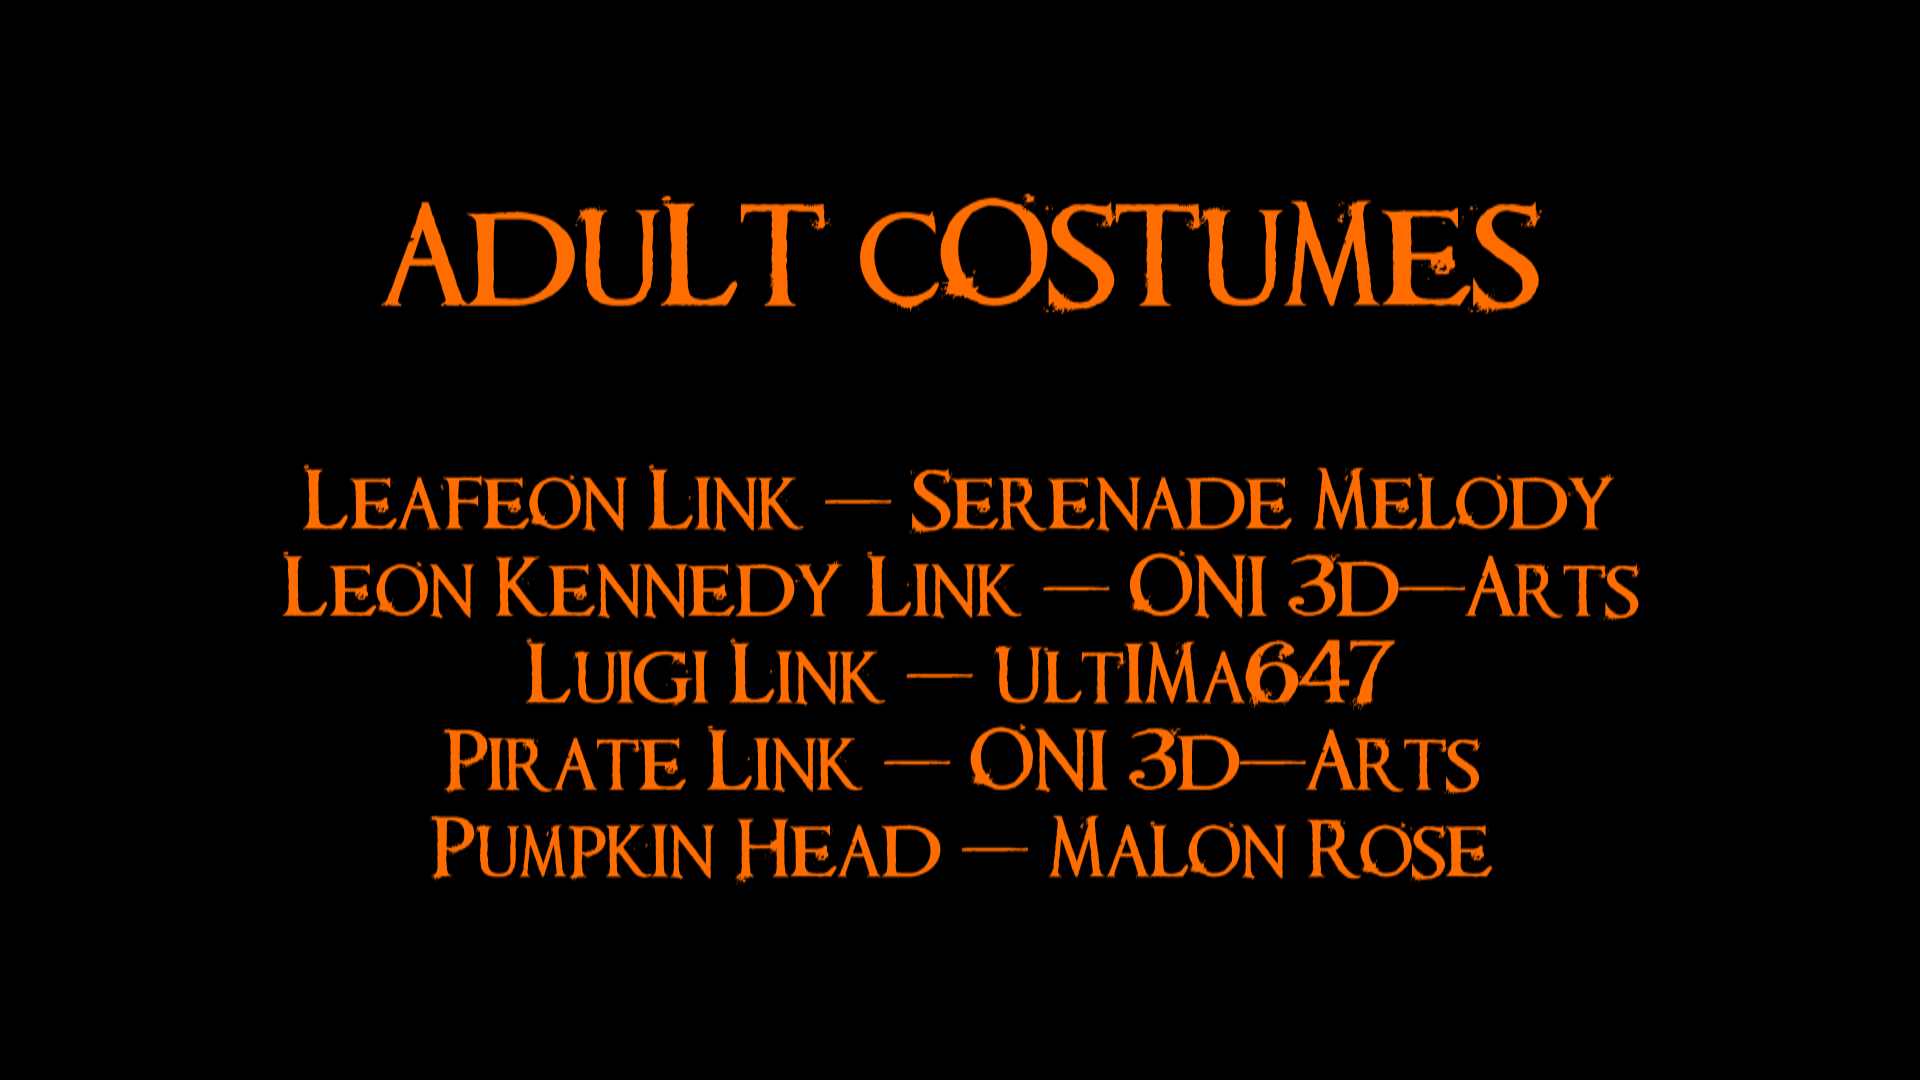 ADULT COSTUMES
Leafeon Link — Serenade Melody
Leon Kennedy Link — ONI 3D—Arts
Luigi Link — ultIMa647
Pirate Link — ONI 3D—Arts
Pumpkin Head — Malon Rose